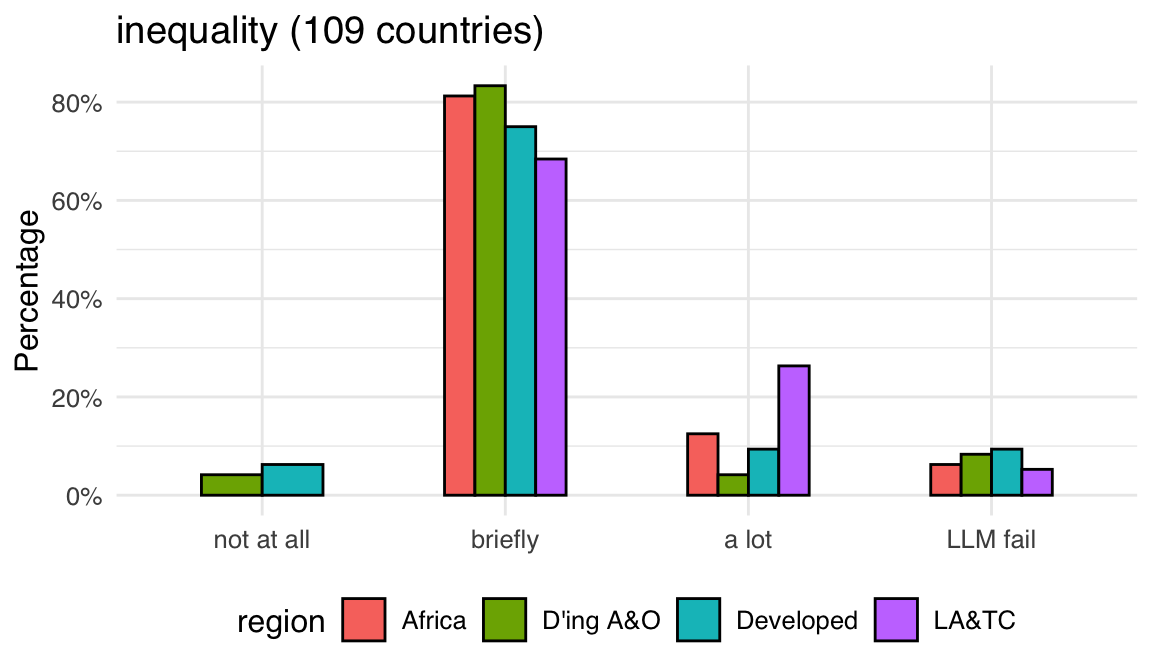 inequality (109 countries)
Percentage
80%
60%
40%
20%
0%
not at all briefly a lot LLM fail
region Africa D'ing A&O Developed LA&TC